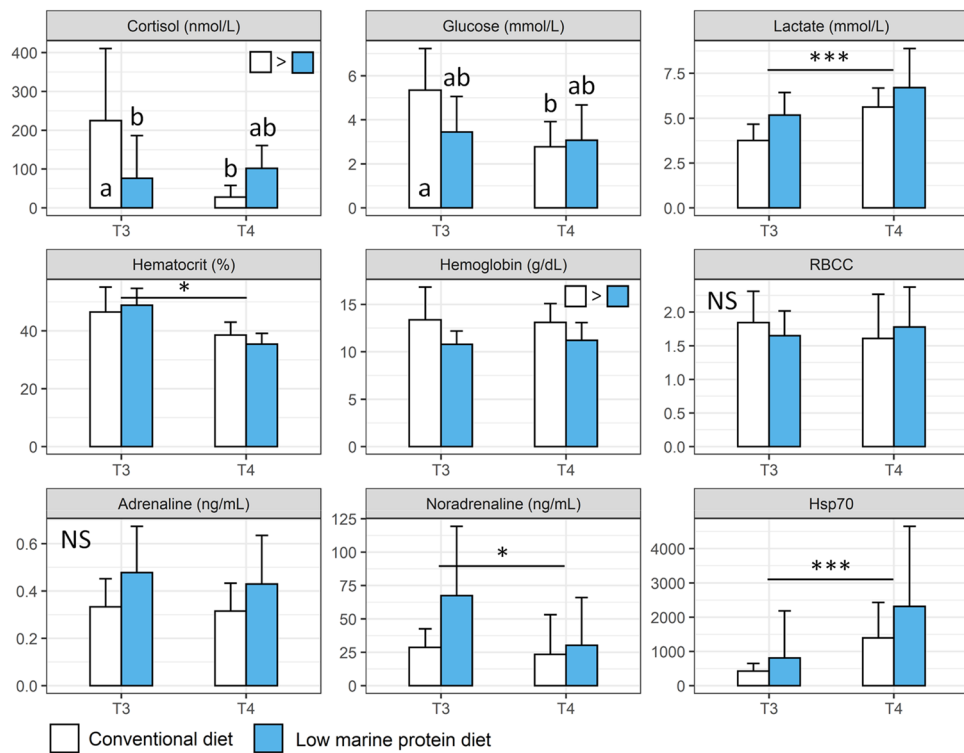 Cortisol (nmol/L)
400
300
200
100
0
>
a
b
b
ab
T3
T4
Glucose (mmol/L)
6
4
2
0
a
ab
b
ab
T3
T4
Lactate (mmol/L)
7.5
5.0
2.5
0.0
***
T3
T4
Hematocrit (%)
40
20
0
*
T3
T4
Hemoglobin (g/dL)
15
10
5
0
>
T3
T4
RBCC
2.0
1.5
1.0
0.5
0.0
NS
T3
T4
Adrenaline (ng/mL)
0.6
0.4
0.2
0.0
NS
T3
T4
Noradrenaline (ng/mL)
125
100
75
50
25
0
*
T3
T4
Hsp70
4000
3000
2000
1000
0
***
T3
T4
Conventional diet
Low marine protein diet